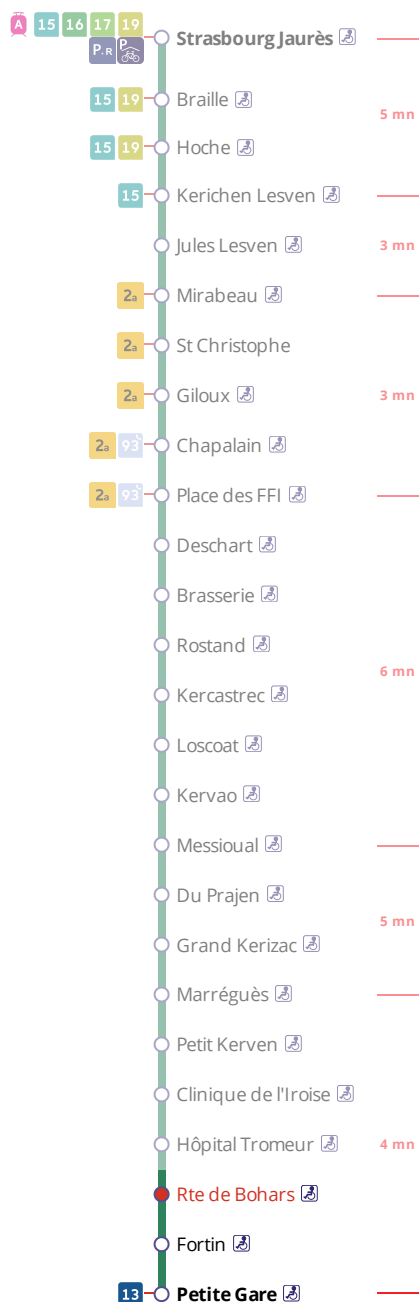 A 15 16 17 19 Strasbourg Jaurès
P+R P
15 19 Braille
5 mn
15 19 Hoche
15 Kerichen Lesven
Jules Lesven 3 mn
2a Mirabeau
2a St Christophe
2a Giloux 3 mn
2a 93 Chapalain
2a 93 Place des FFI
Deschart
Brasserie
Rostand
6 mn
Kercastrec
Loscoat
Kervao
Messioual
Du Prajen
5 mn
Grand Kerizac
Marréguès
Petit Kerven
Clinique de l'Iroise
Hôpital Tromeur 4 mn
Rte de Bohars
Fortin
13 Petite Gare